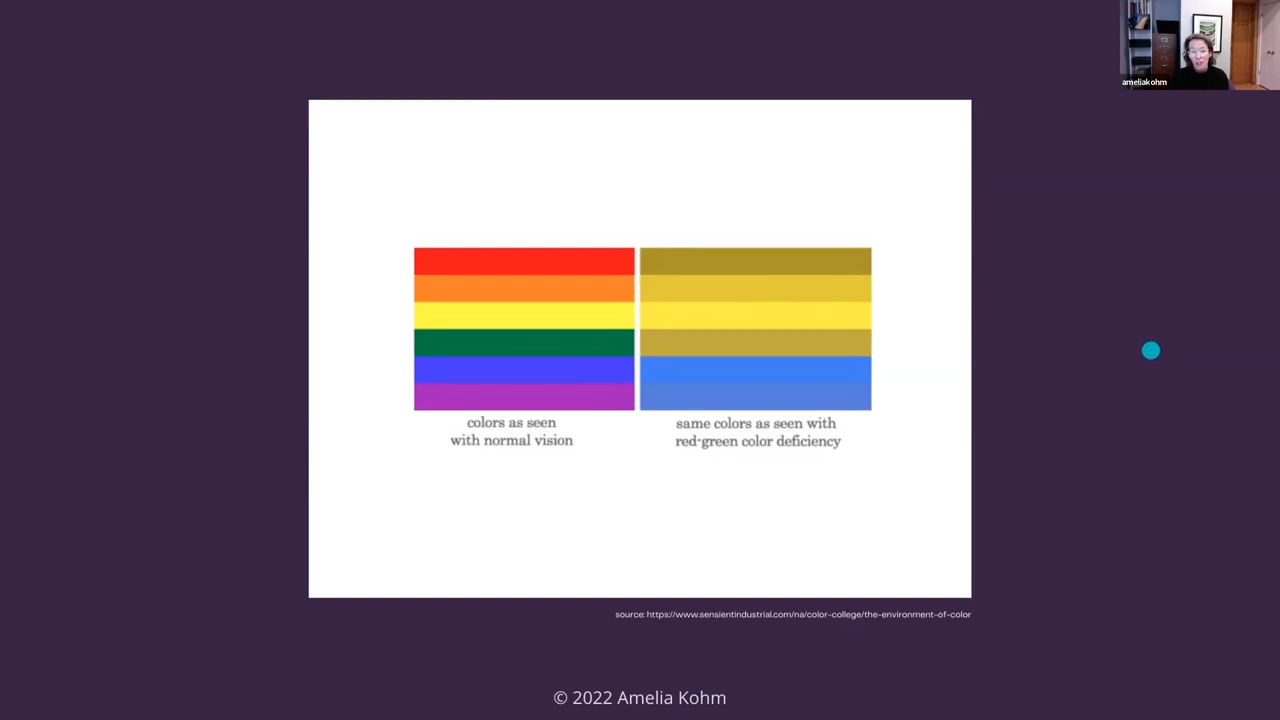 ameliakohm
colors as seen
with normal vision
same colors as seen with
red-green color deficiency
source: https://www.sensientindustrial.com/na/color-college/the-environment-of-color
© 2022 Amelia Kohm